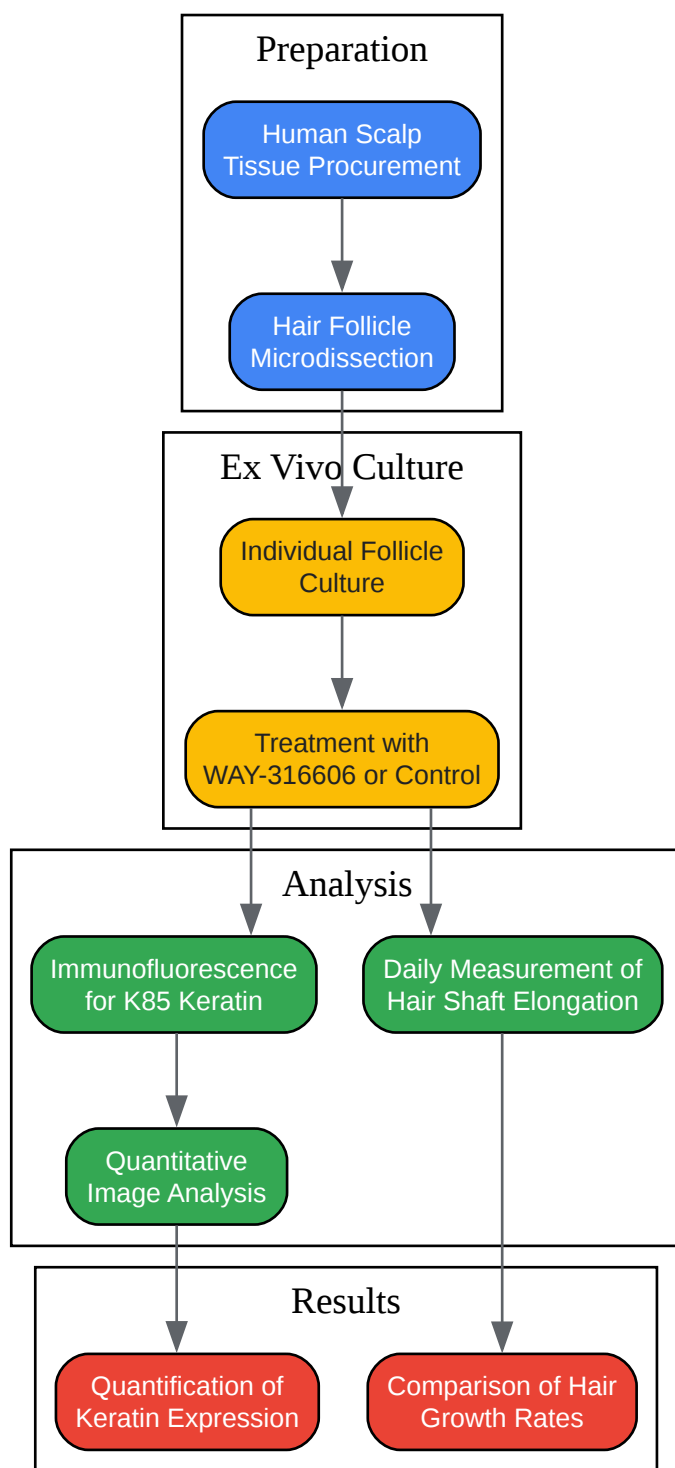 Preparation
Human Scalp
Tissue Procurement
Hair Follicle
Microdissection
Ex Vivo Culture
Individual Follicle
Culture
Treatment with
WAY-316606 or Control
Analysis
Immunofluorescence
for K85 Keratin
Daily Measurement of
Hair Shaft Elongation
Quantitative
Image Analysis
Results
Quantification of
Keratin Expression
Comparison of Hair
Growth Rates